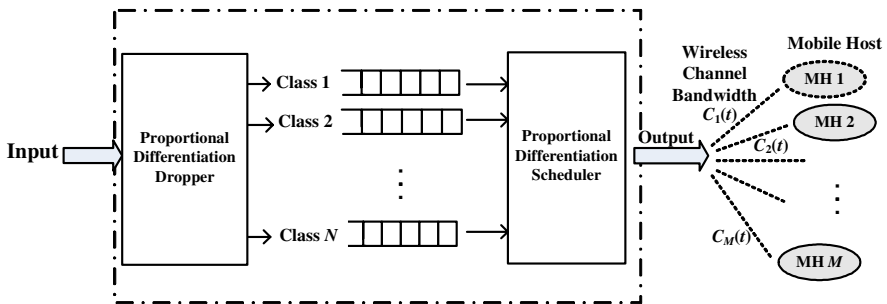 Input
Proportional
Differentiation
Dropper
Class 1
Class 2
⋮
Class N
Proportional
Differentiation
Scheduler
Output
Wireless
Channel
Bandwidth
C1(t)
C2(t)
CM(t)
Mobile Host
MH 1
MH 2
⋮
MH M